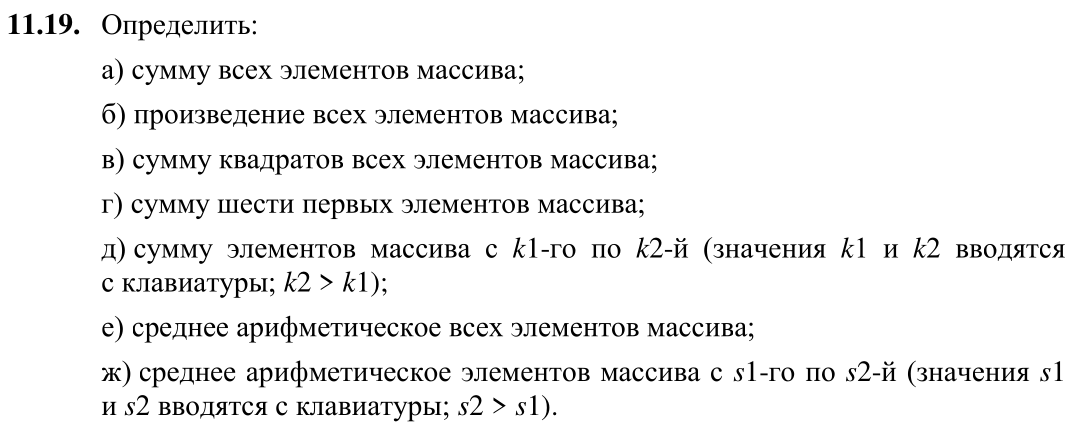 11.19. Определить:
а) сумму всех элементов массива;
б) произведение всех элементов массива;
в) сумму квадратов всех элементов массива;
г) сумму шести первых элементов массива;
д) сумму элементов массива с k1-го по k2-й (значения k1 и k2 вводятся
с клавиатуры; k2 > k1);
е) среднее арифметическое всех элементов массива;
ж) среднее арифметическое элементов массива с s1-го по s2-й (значения s1
и s2 вводятся с клавиатуры; s2 > s1).